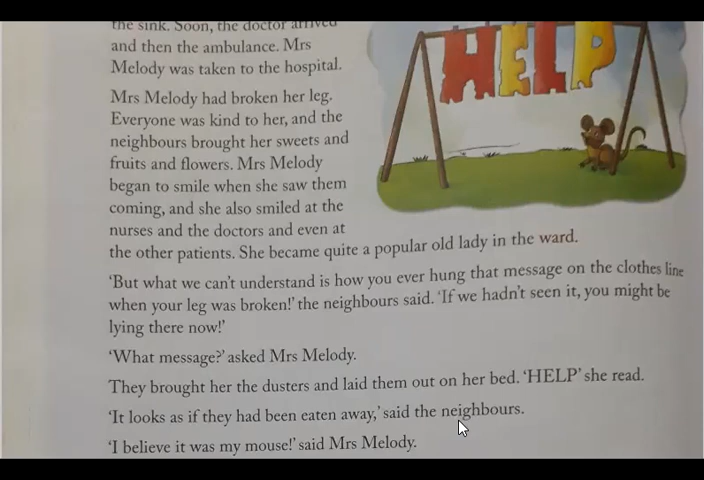 the sink. Soon, the doctor arrived
and then the ambulance. Mrs
Melody was taken to the hospital.
HELP
Mrs Melody had broken her leg.
Everyone was kind to her, and the
neighbours brought her sweets and
fruits and flowers. Mrs Melody
began to smile when she saw them
coming, and she also smiled at the
nurses and the doctors and even at
the other patients. She became quite a popular old lady in the ward.
‘But what we can’t understand is how you ever hung that message on the clothes line
when your leg was broken!’ the neighbours said. ‘If we hadn’t seen it, you might be
lying there now!’
‘What message?’ asked Mrs Melody.
They brought her the dusters and laid them out on her bed. ‘HELP’ she read.
‘It looks as if they had been eaten away,’ said the neighbours.
‘I believe it was my mouse!’ said Mrs Melody.